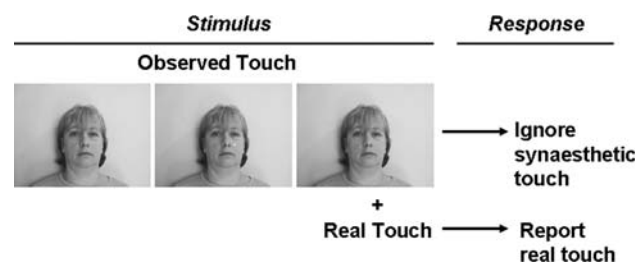 Stimulus
Response
Observed Touch
Ignore
synaesthetic
touch
+
Real Touch
Report
real touch